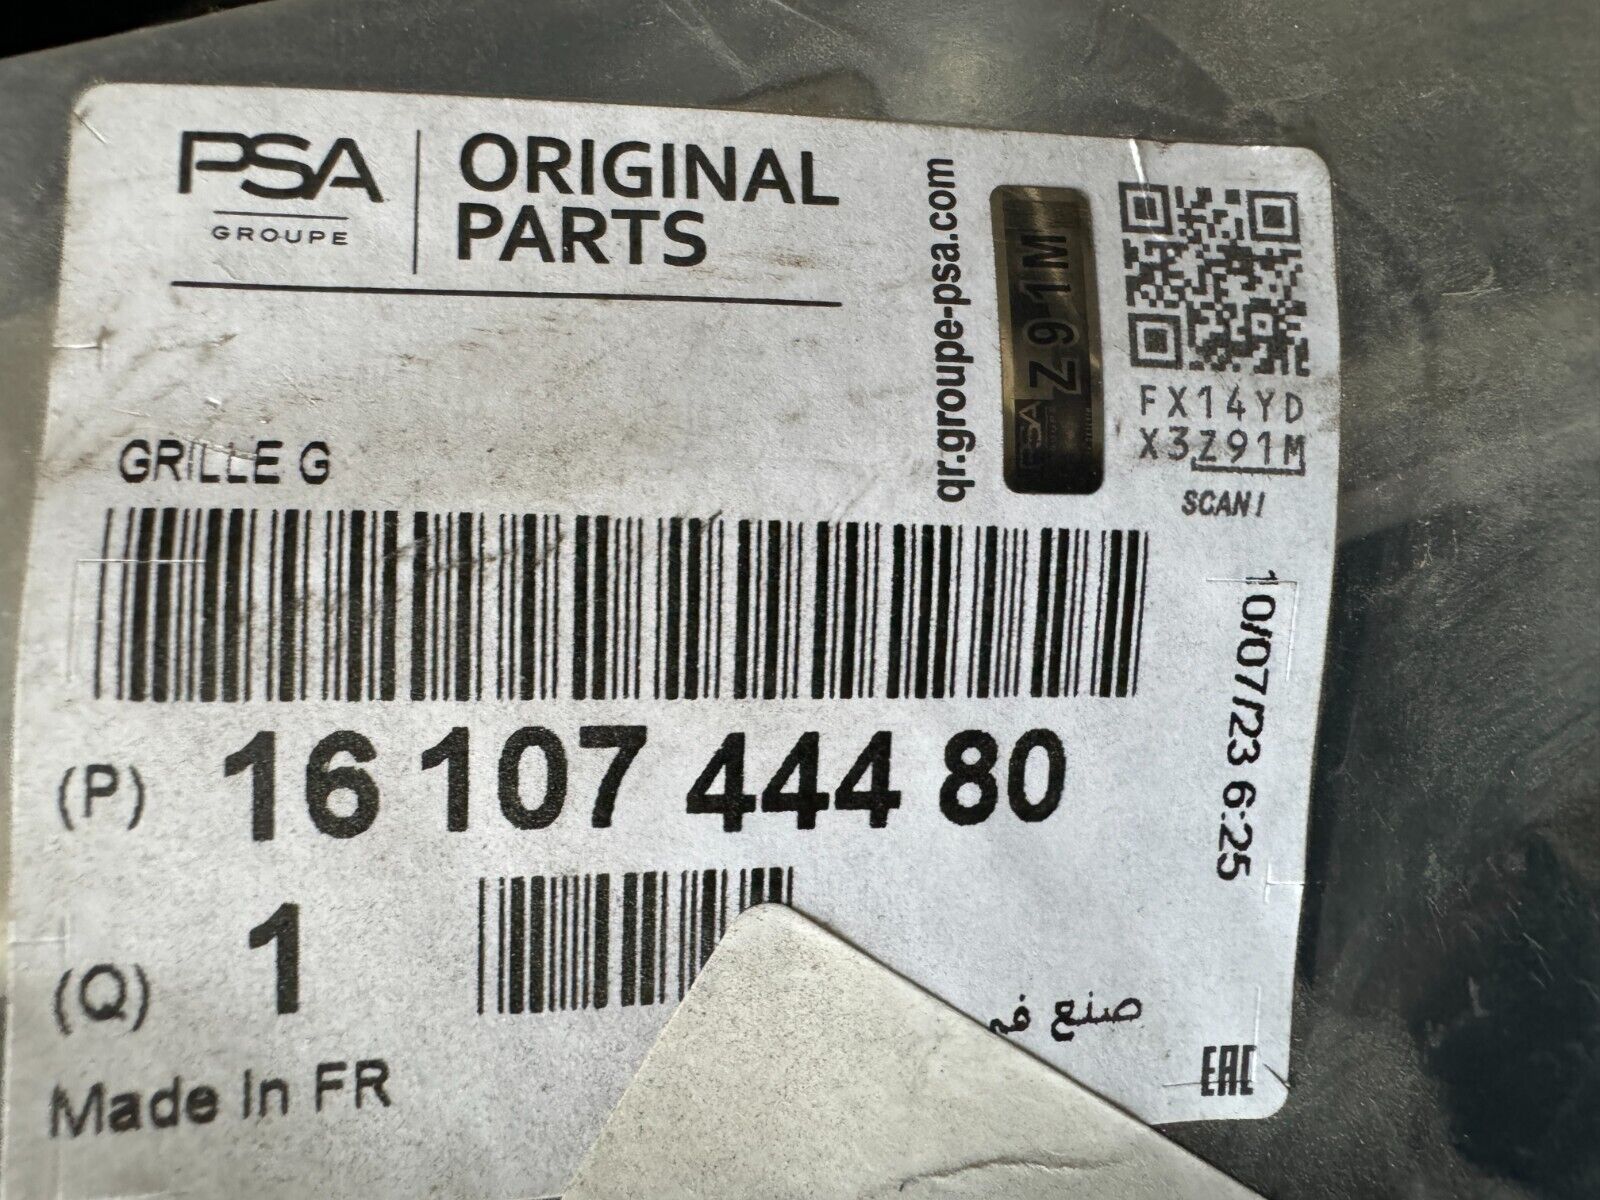 PSA
GROUPE
ORIGINAL
PARTS
qr.groupe-psa.com
PSA
Z91M
FX14YD
X3Z91M
SCAN!
GRILLE G
10/07/23 6:25
(P) 16 107 444 80
(Q) 1
Made In FR
صنع في
EAC